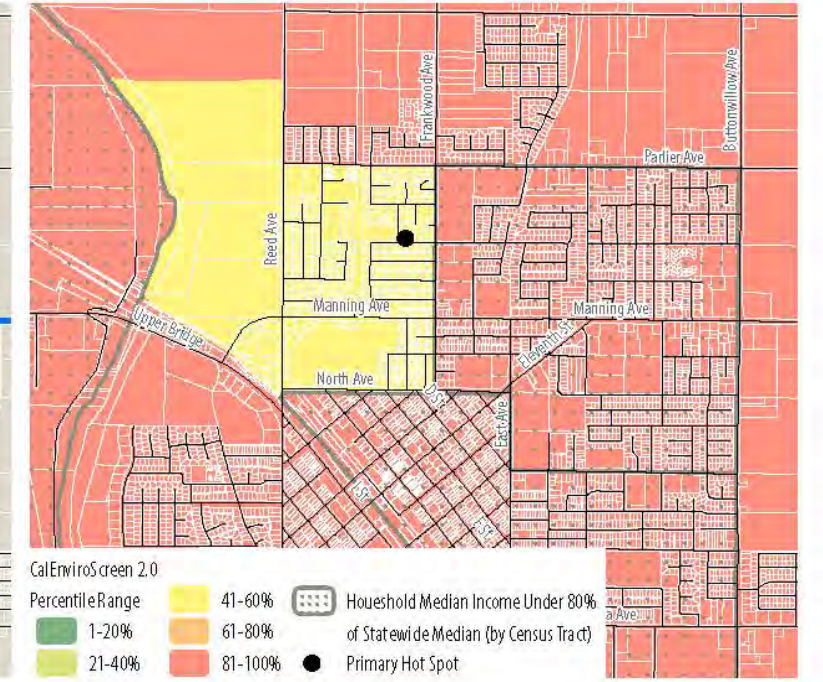 Frankwood Ave
Buttonwillow Ave
Parlier Ave
Reed Ave
Manning Ave
Manning Ave
Upper Bridge
Eleventh St
North Ave
D St
East Ave
I St
F St
a Ave
CalEnviroScreen 2.0
Percentile Range
1-20%
21-40%
41-60%
61-80%
81-100%
Houeshold Median Income Under 80%
of Statewide Median (by Census Tract)
Primary Hot Spot